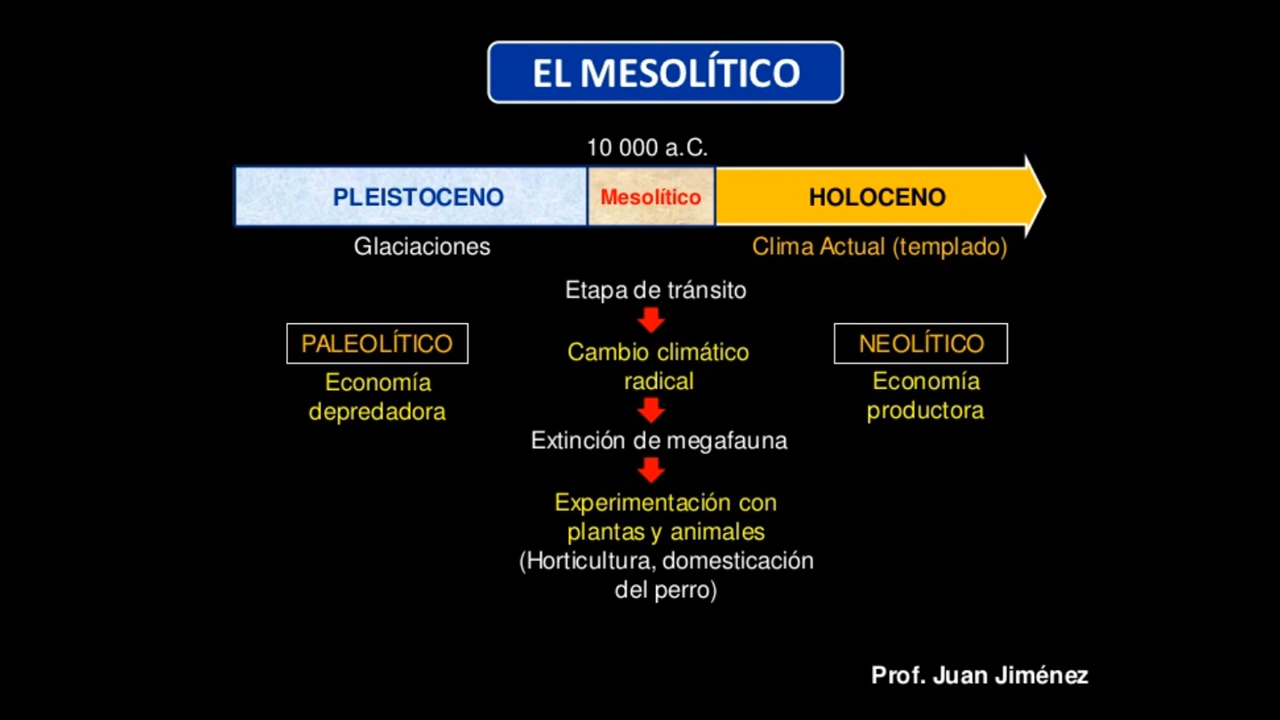 EL MESOLÍTICO
10 000 a.C.
PLEISTOCENO
Mesolítico
HOLOCENO
Glaciaciones
Clima Actual (templado)
Etapa de tránsito
PALEOLÍTICO
Economía
depredadora
Cambio climático
radical
NEOLÍTICO
Economía
productora
Extinción de megafauna
Experimentación con
plantas y animales
(Horticultura, domesticación
del perro)
Prof. Juan Jiménez